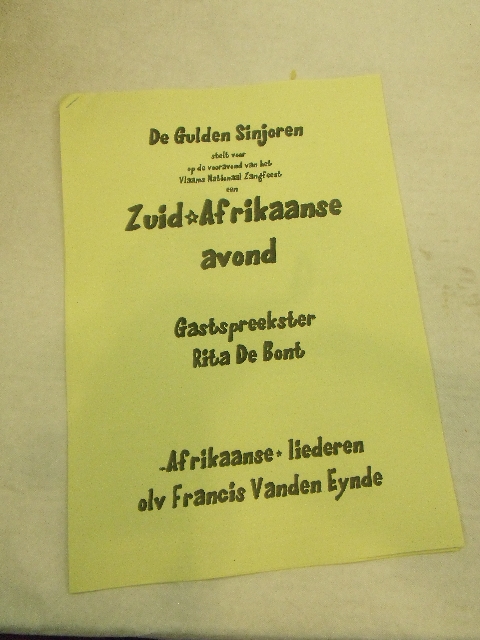 De Gulden Sinjoren
stelt voor
op de vooravond van het
Vlaams Nationaal Zangfeest
een
Zuid☆Afrikaanse
avond
Gastspreekster
Rita De Bont
-Afrikaanse* liederen
olv Francis Vanden Eynde